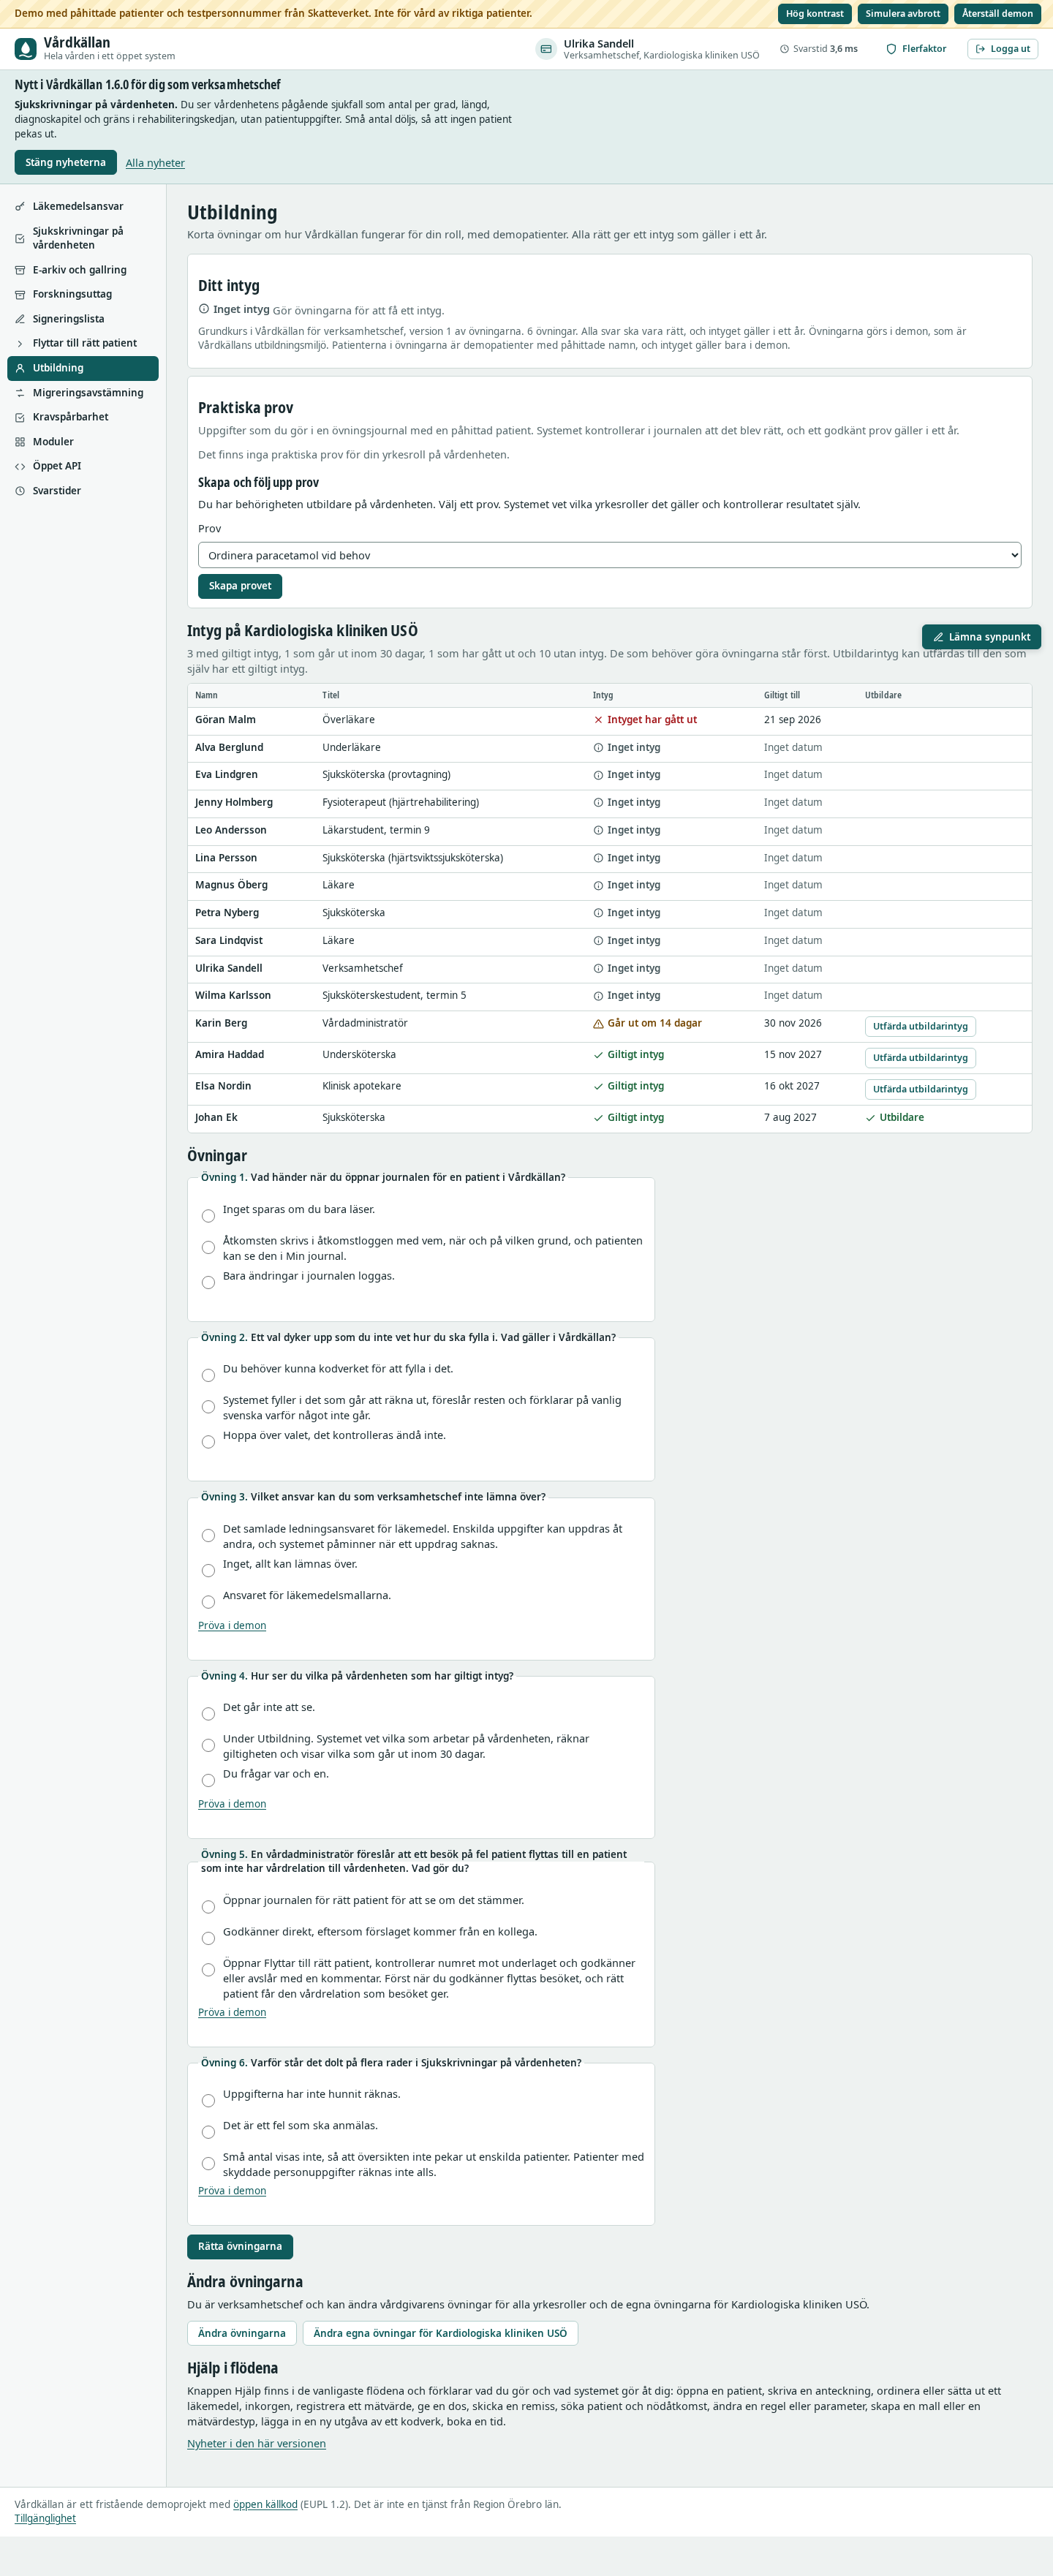 Demo med påhittade patienter och testpersonnummer från Skatteverket. Inte för vård av riktiga patienter.
Hög kontrast
Simulera avbrott
Återställ demon
Vårdkällan
Hela vården i ett öppet system
Ulrika Sandell
Verksamhetschef, Kardiologiska kliniken USÖ
Svarstid 3,6 ms
Flerfaktor
Logga ut
Nytt i Vårdkällan 1.6.0 för dig som verksamhetschef
Sjukskrivningar på vårdenheten. Du ser vårdenhetens pågående sjukfall som antal per grad, längd,
diagnoskapitel och gräns i rehabiliteringskedjan, utan patientuppgifter. Små antal döljs, så att ingen patient
pekas ut.
Stäng nyheterna
Alla nyheter
Läkemedelsansvar
Sjukskrivningar på
vårdenheten
E-arkiv och gallring
Forskningsuttag
Signeringslista
Flyttar till rätt patient
Utbildning
Migreringsavstämning
Kravspårbarhet
Moduler
Öppet API
Svarstider
Utbildning
Korta övningar om hur Vårdkällan fungerar för din roll, med demopatienter. Alla rätt ger ett intyg som gäller i ett år.
Ditt intyg
Inget intyg Gör övningarna för att få ett intyg.
Grundkurs i Vårdkällan för verksamhetschef, version 1 av övningarna. 6 övningar. Alla svar ska vara rätt, och intyget gäller i ett år. Övningarna görs i demon, som är
Vårdkällans utbildningsmiljö. Patienterna i övningarna är demopatienter med påhittade namn, och intyget gäller bara i demon.
Praktiska prov
Uppgifter som du gör i en övningsjournal med en påhittad patient. Systemet kontrollerar i journalen att det blev rätt, och ett godkänt prov gäller i ett år.
Det finns inga praktiska prov för din yrkesroll på vårdenheten.
Skapa och följ upp prov
Du har behörigheten utbildare på vårdenheten. Välj ett prov. Systemet vet vilka yrkesroller det gäller och kontrollerar resultatet själv.
Prov
Ordinera paracetamol vid behov
Skapa provet
Intyg på Kardiologiska kliniken USÖ
Lämna synpunkt
3 med giltigt intyg, 1 som går ut inom 30 dagar, 1 som har gått ut och 10 utan intyg. De som behöver göra övningarna står först. Utbildarintyg kan utfärdas till den som
själv har ett giltigt intyg.
Namn Titel Intyg Giltigt till Utbildare
Göran Malm Överläkare Intyget har gått ut 21 sep 2026
Alva Berglund Underläkare Inget intyg Inget datum
Eva Lindgren Sjuksköterska (provtagning) Inget intyg Inget datum
Jenny Holmberg Fysioterapeut (hjärtrehabilitering) Inget intyg Inget datum
Leo Andersson Läkarstudent, termin 9 Inget intyg Inget datum
Lina Persson Sjuksköterska (hjärtsviktssjuksköterska) Inget intyg Inget datum
Magnus Öberg Läkare Inget intyg Inget datum
Petra Nyberg Sjuksköterska Inget intyg Inget datum
Sara Lindqvist Läkare Inget intyg Inget datum
Ulrika Sandell Verksamhetschef Inget intyg Inget datum
Wilma Karlsson Sjuksköterskestudent, termin 5 Inget intyg Inget datum
Karin Berg Vårdadministratör Går ut om 14 dagar 30 nov 2026 Utfärda utbildarintyg
Amira Haddad Undersköterska Giltigt intyg 15 nov 2027 Utfärda utbildarintyg
Elsa Nordin Klinisk apotekare Giltigt intyg 16 okt 2027 Utfärda utbildarintyg
Johan Ek Sjuksköterska Giltigt intyg 7 aug 2027 Utbildare
Övningar
Övning 1. Vad händer när du öppnar journalen för en patient i Vårdkällan?
Inget sparas om du bara läser.
Åtkomsten skrivs i åtkomstloggen med vem, när och på vilken grund, och patienten
kan se den i Min journal.
Bara ändringar i journalen loggas.
Övning 2. Ett val dyker upp som du inte vet hur du ska fylla i. Vad gäller i Vårdkällan?
Du behöver kunna kodverket för att fylla i det.
Systemet fyller i det som går att räkna ut, föreslår resten och förklarar på vanlig
svenska varför något inte går.
Hoppa över valet, det kontrolleras ändå inte.
Övning 3. Vilket ansvar kan du som verksamhetschef inte lämna över?
Det samlade ledningsansvaret för läkemedel. Enskilda uppgifter kan uppdras åt
andra, och systemet påminner när ett uppdrag saknas.
Inget, allt kan lämnas över.
Ansvaret för läkemedelsmallarna.
Pröva i demon
Övning 4. Hur ser du vilka på vårdenheten som har giltigt intyg?
Det går inte att se.
Under Utbildning. Systemet vet vilka som arbetar på vårdenheten, räknar
giltigheten och visar vilka som går ut inom 30 dagar.
Du frågar var och en.
Pröva i demon
Övning 5. En vårdadministratör föreslår att ett besök på fel patient flyttas till en patient
som inte har vårdrelation till vårdenheten. Vad gör du?
Öppnar journalen för rätt patient för att se om det stämmer.
Godkänner direkt, eftersom förslaget kommer från en kollega.
Öppnar Flyttar till rätt patient, kontrollerar numret mot underlaget och godkänner
eller avslår med en kommentar. Först när du godkänner flyttas besöket, och rätt
patient får den vårdrelation som besöket ger.
Pröva i demon
Övning 6. Varför står det dolt på flera rader i Sjukskrivningar på vårdenheten?
Uppgifterna har inte hunnit räknas.
Det är ett fel som ska anmälas.
Små antal visas inte, så att översikten inte pekar ut enskilda patienter. Patienter med
skyddade personuppgifter räknas inte alls.
Pröva i demon
Rätta övningarna
Ändra övningarna
Du är verksamhetschef och kan ändra vårdgivarens övningar för alla yrkesroller och de egna övningarna för Kardiologiska kliniken USÖ.
Ändra övningarna
Ändra egna övningar för Kardiologiska kliniken USÖ
Hjälp i flödena
Knappen Hjälp finns i de vanligaste flödena och förklarar vad du gör och vad systemet gör åt dig: öppna en patient, skriva en anteckning, ordinera eller sätta ut ett
läkemedel, inkorgen, registrera ett mätvärde, ge en dos, skicka en remiss, söka patient och nödåtkomst, ändra en regel eller parameter, skapa en mall eller en
mätvärdestyp, lägga in en ny utgåva av ett kodverk, boka en tid.
Nyheter i den här versionen
Vårdkällan är ett fristående demoprojekt med öppen källkod (EUPL 1.2). Det är inte en tjänst från Region Örebro län.
Tillgänglighet